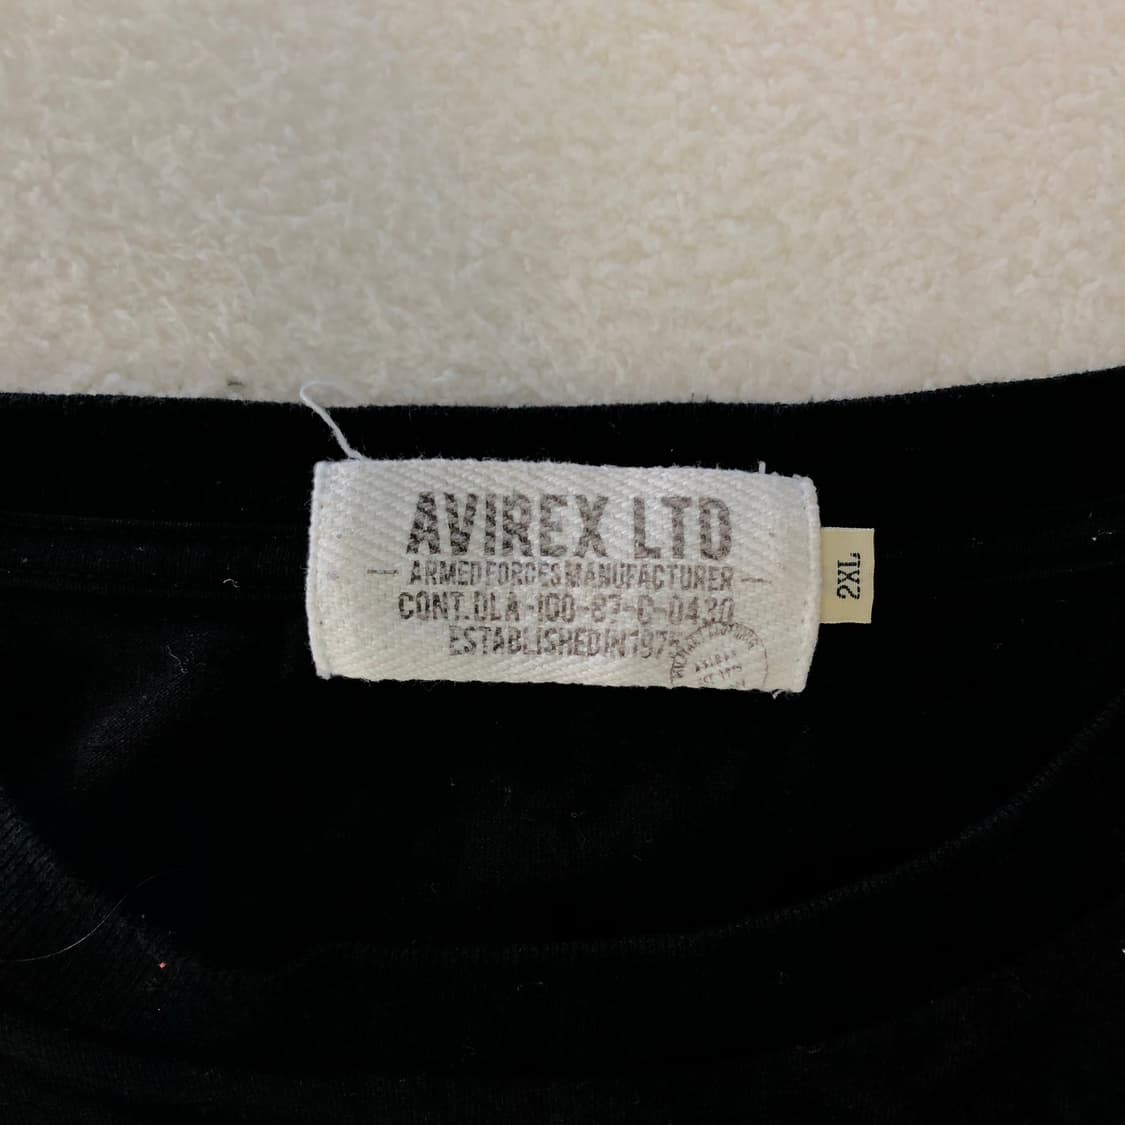 AVIREX LTD
ARMED FORCES MANUFACTURER
CONT.DLA-100-87-C-0430
ESTABLISHED IN 1975
2XL